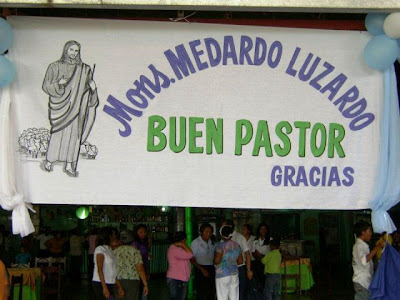 Mons. MEDARDO LUZARDO
BUEN PASTOR
GRACIAS